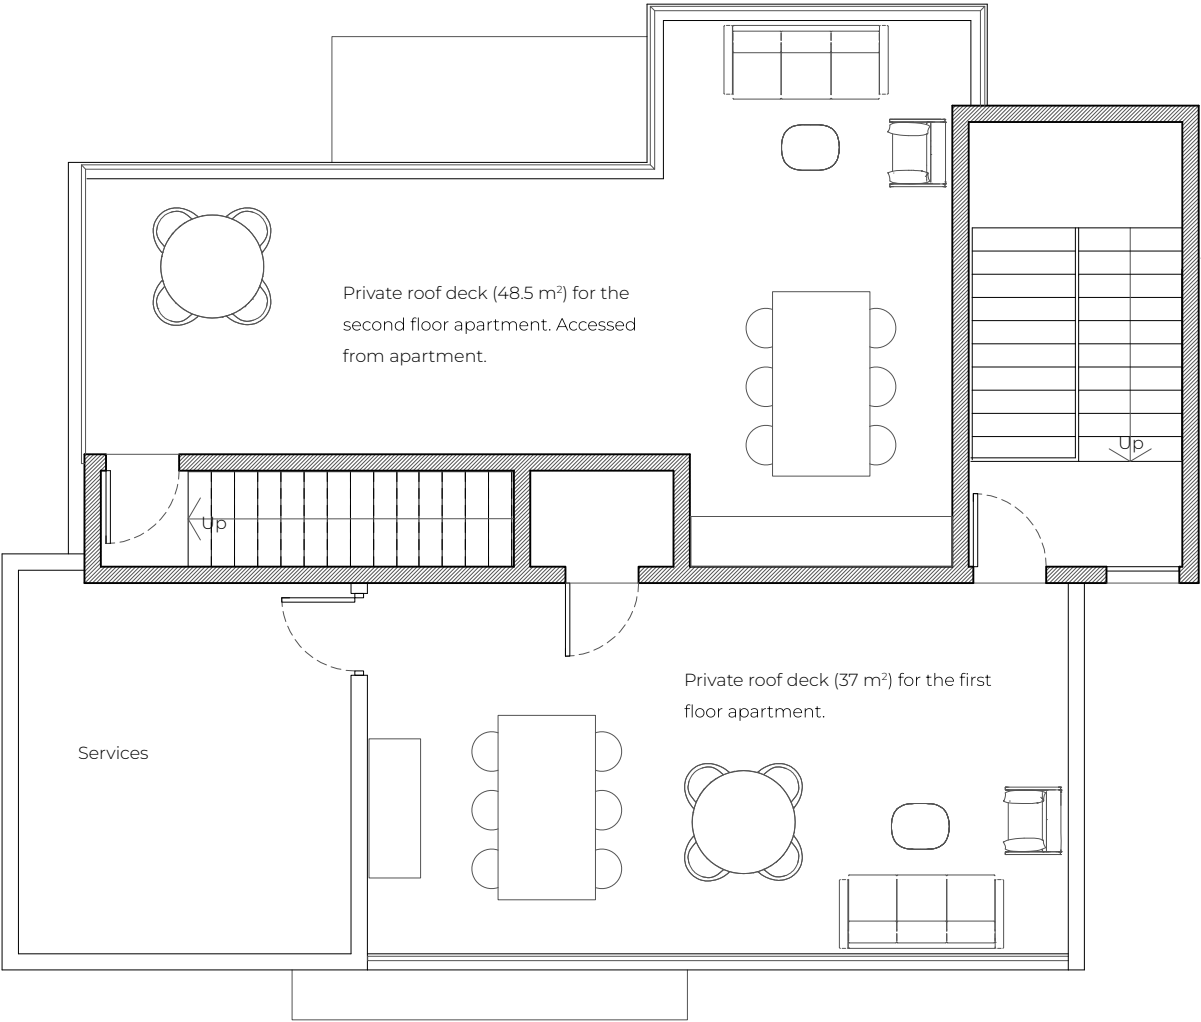 Private roof deck (48.5 m²) for the
second floor apartment. Accessed
from apartment.
Up
Up
Private roof deck (37 m²) for the first
floor apartment.
Services